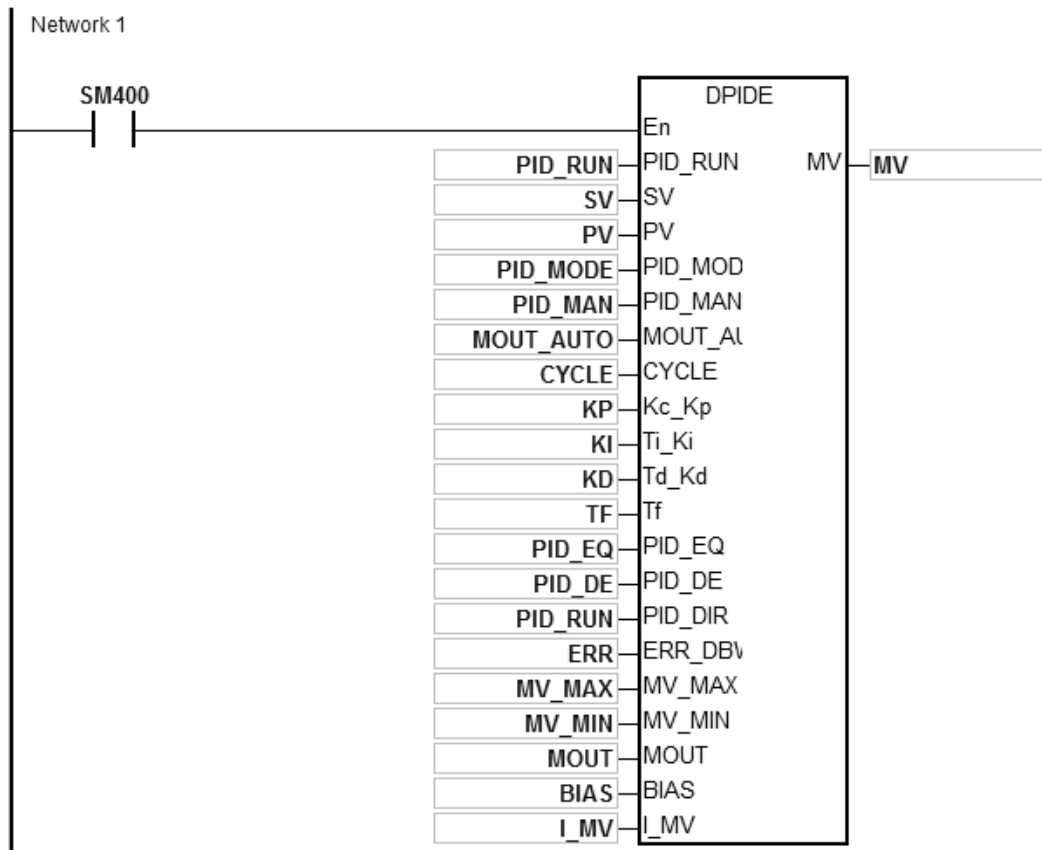 Network 1
SM400
DPIDE
En
PID_RUN PID_RUN MV MV
SV SV
PV PV
PID_MODE PID_MOD
PID_MAN PID_MAN
MOUT_AUTO MOUT_AU
CYCLE CYCLE
KP Kc_Kp
KI Ti_Ki
KD Td_Kd
TF Tf
PID_EQ PID_EQ
PID_DE PID_DE
PID_RUN PID_DIR
ERR ERR_DBW
MV_MAX MV_MAX
MV_MIN MV_MIN
MOUT MOUT
BIAS BIAS
I_MV I_MV